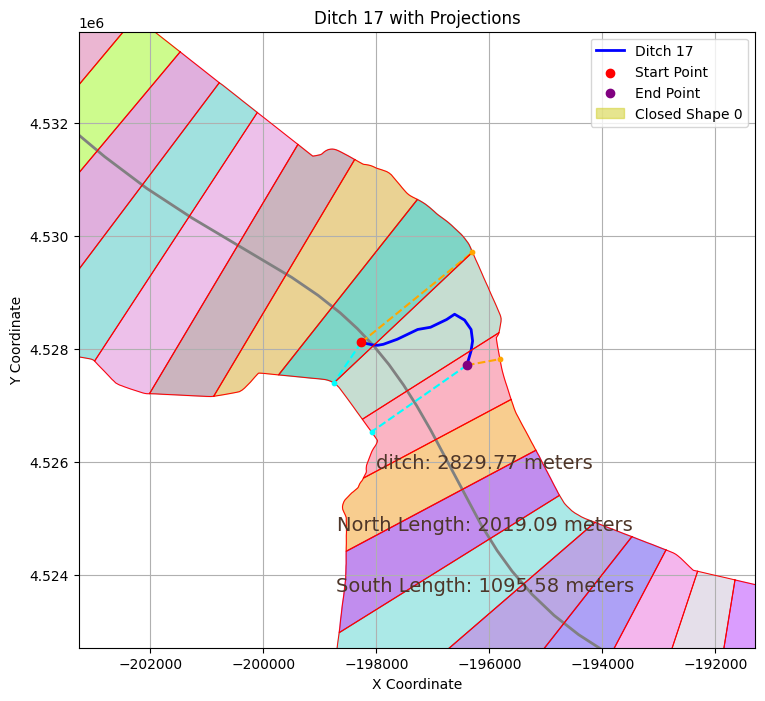 Ditch 17 with Projections
1e6
Ditch 17
Start Point
End Point
Closed Shape 0
4.532
4.530
4.528
4.526
4.524
Y Coordinate
ditch: 2829.77 meters
North Length: 2019.09 meters
South Length: 1095.58 meters
−202000 −200000 −198000 −196000 −194000 −192000
X Coordinate